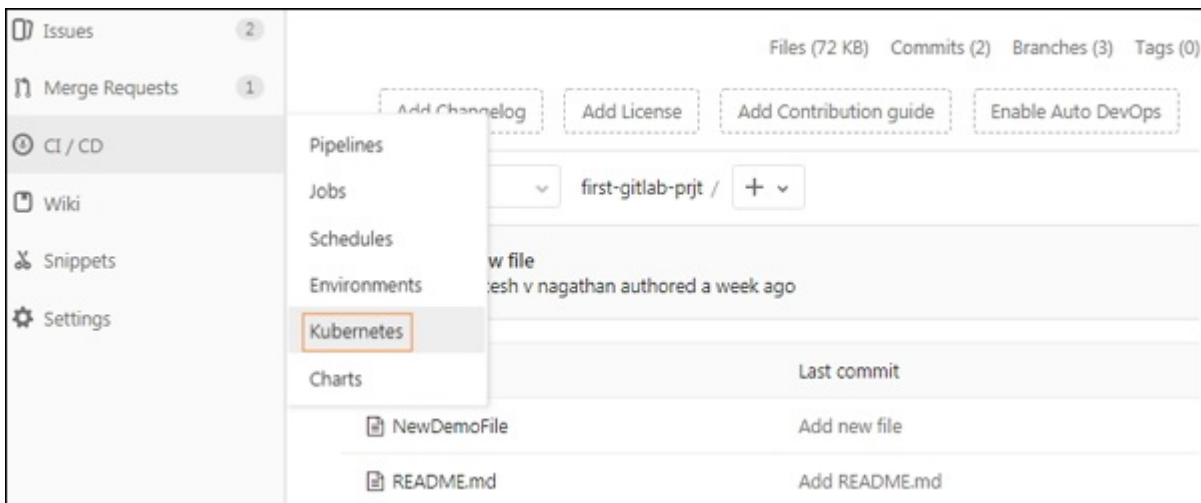 Issues 2
Files (72 KB) Commits (2) Branches (3) Tags (0)
Merge Requests 1
Add Changelog Add License Add Contribution guide Enable Auto DevOps
CI / CD
Pipelines
Jobs
first-gitlab-prjt / +
Wiki
Schedules
file
Snippets
Environments
v nagathan authored a week ago
Settings
Kubernetes
Charts
Last commit
NewDemoFile Add new file
README.md Add README.md